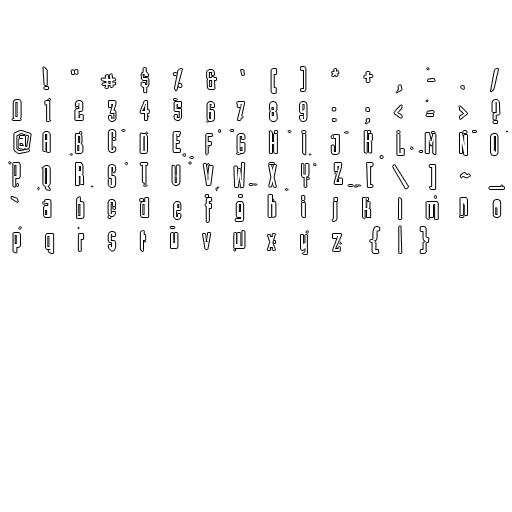 ! " # $ % & ' ( ) * + , - . /
0 1 2 3 4 5 6 7 8 9 : ; < = > ?
@ A B C D E F G H I J K L M N O
P Q R S T U V W X Y Z [ \ ] ~ _
` a b c d e f g h i j k l m n o
p q r s t u v w x y z { | }